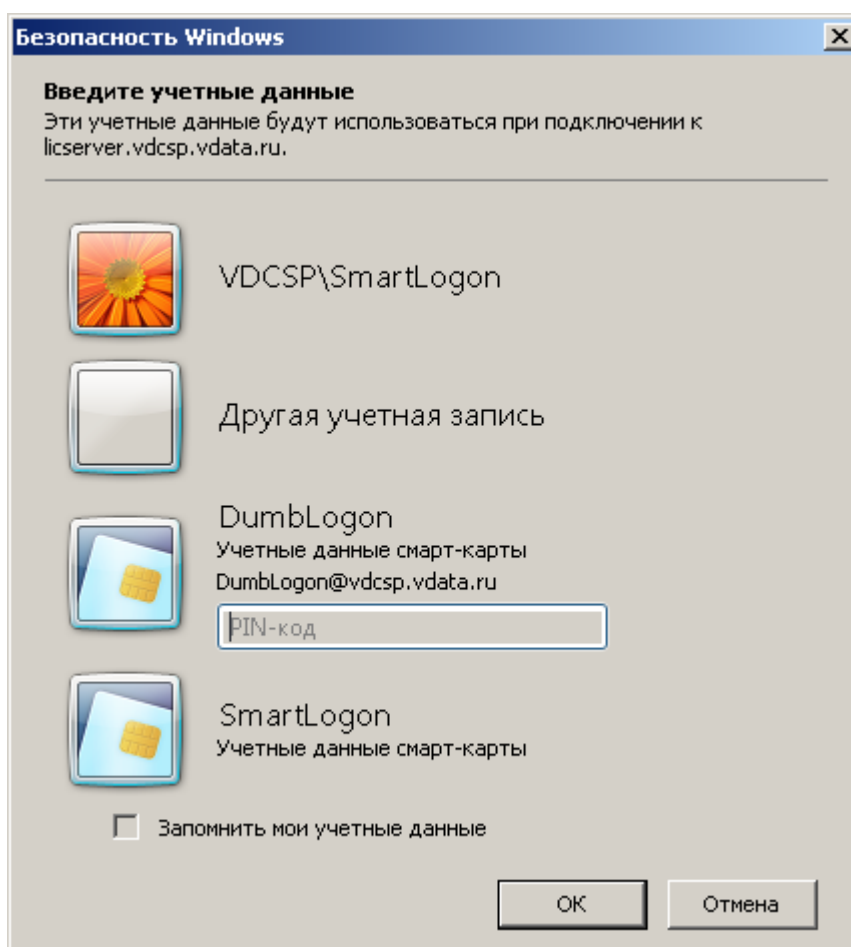 Безопасность Windows
Введите учетные данные
Эти учетные данные будут использоваться при подключении к
licserver.vdcsp.vdata.ru.
VDCSP\SmartLogon
Другая учетная запись
DumbLogon
Учетные данные смарт-карты
DumbLogon@vdcsp.vdata.ru
PIN-код
SmartLogon
Учетные данные смарт-карты
Запомнить мои учетные данные
ОК
Отмена